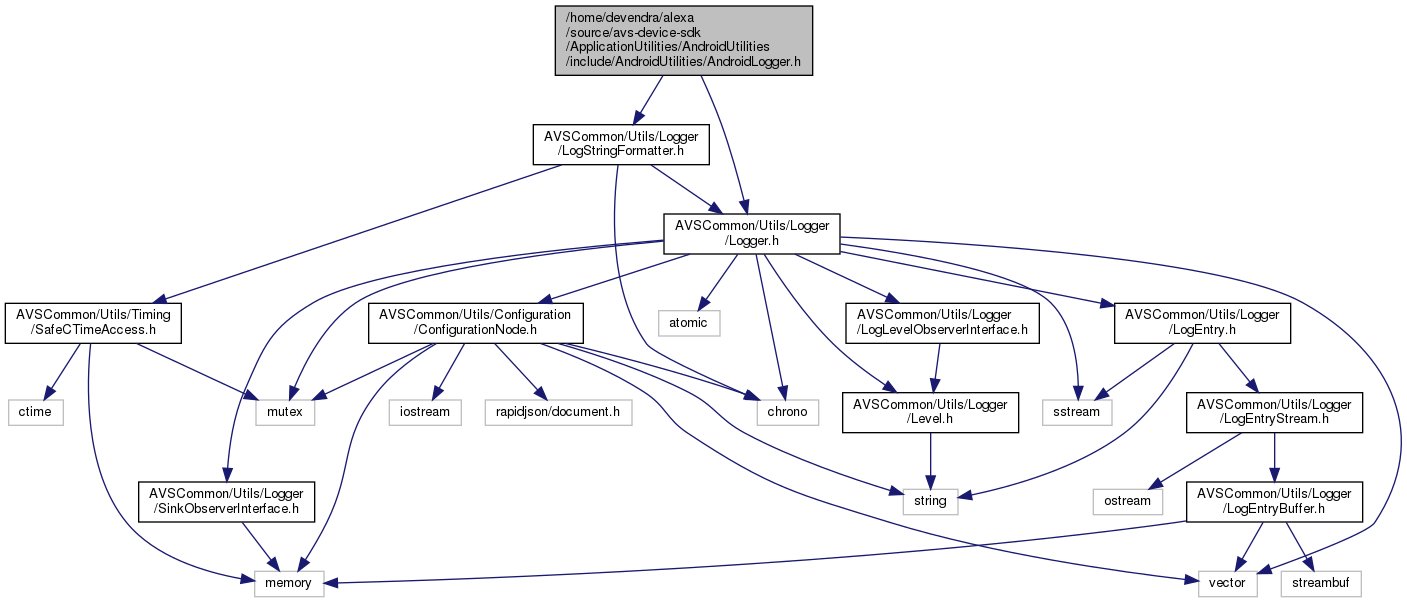 /home/devendra/alexa
/source/avs-device-sdk
/ApplicationUtilities/AndroidUtilities
/include/AndroidUtilities/AndroidLogger.h
AVSCommon/Utils/Logger
/LogStringFormatter.h
AVSCommon/Utils/Logger
/Logger.h
AVSCommon/Utils/Timing
/SafeCTimeAccess.h
AVSCommon/Utils/Configuration
/ConfigurationNode.h
atomic
AVSCommon/Utils/Logger
/LogLevelObserverInterface.h
AVSCommon/Utils/Logger
/LogEntry.h
ctime
mutex
iostream
rapidjson/document.h
chrono
AVSCommon/Utils/Logger
/Level.h
sstream
AVSCommon/Utils/Logger
/LogEntryStream.h
AVSCommon/Utils/Logger
/SinkObserverInterface.h
string
ostream
AVSCommon/Utils/Logger
/LogEntryBuffer.h
memory
vector
streambuf